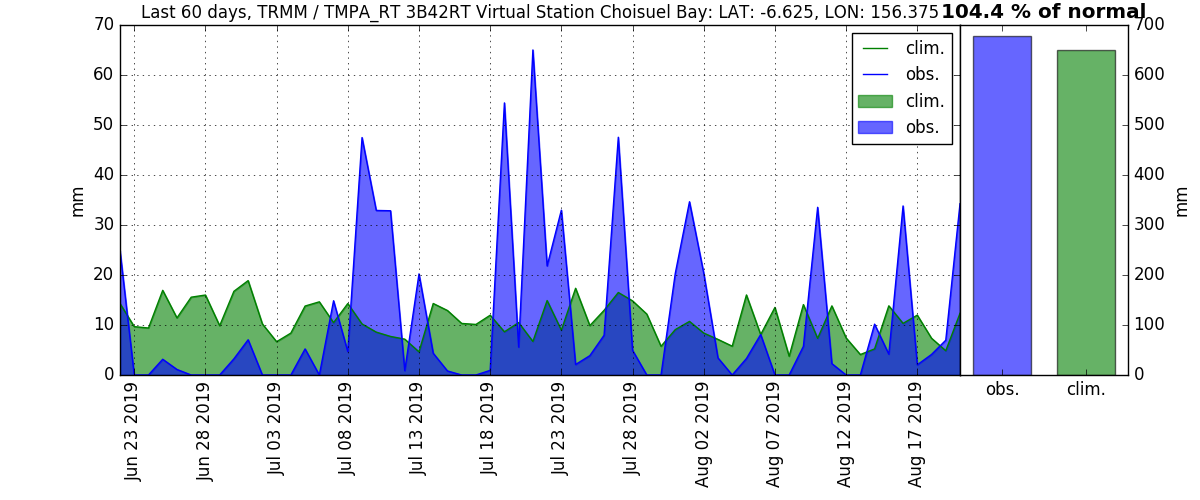 Last 60 days, TRMM / TMPA_RT 3B42RT Virtual Station Choisuel Bay: LAT: -6.625, LON: 156.375
104.4 % of normal
70
60
50
40
30
20
10
0
mm
clim.
obs.
clim.
obs.
Jun 23 2019
Jun 28 2019
Jul 03 2019
Jul 08 2019
Jul 13 2019
Jul 18 2019
Jul 23 2019
Jul 28 2019
Aug 02 2019
Aug 07 2019
Aug 12 2019
Aug 17 2019
700
600
500
400
300
200
100
0
mm
obs.
clim.